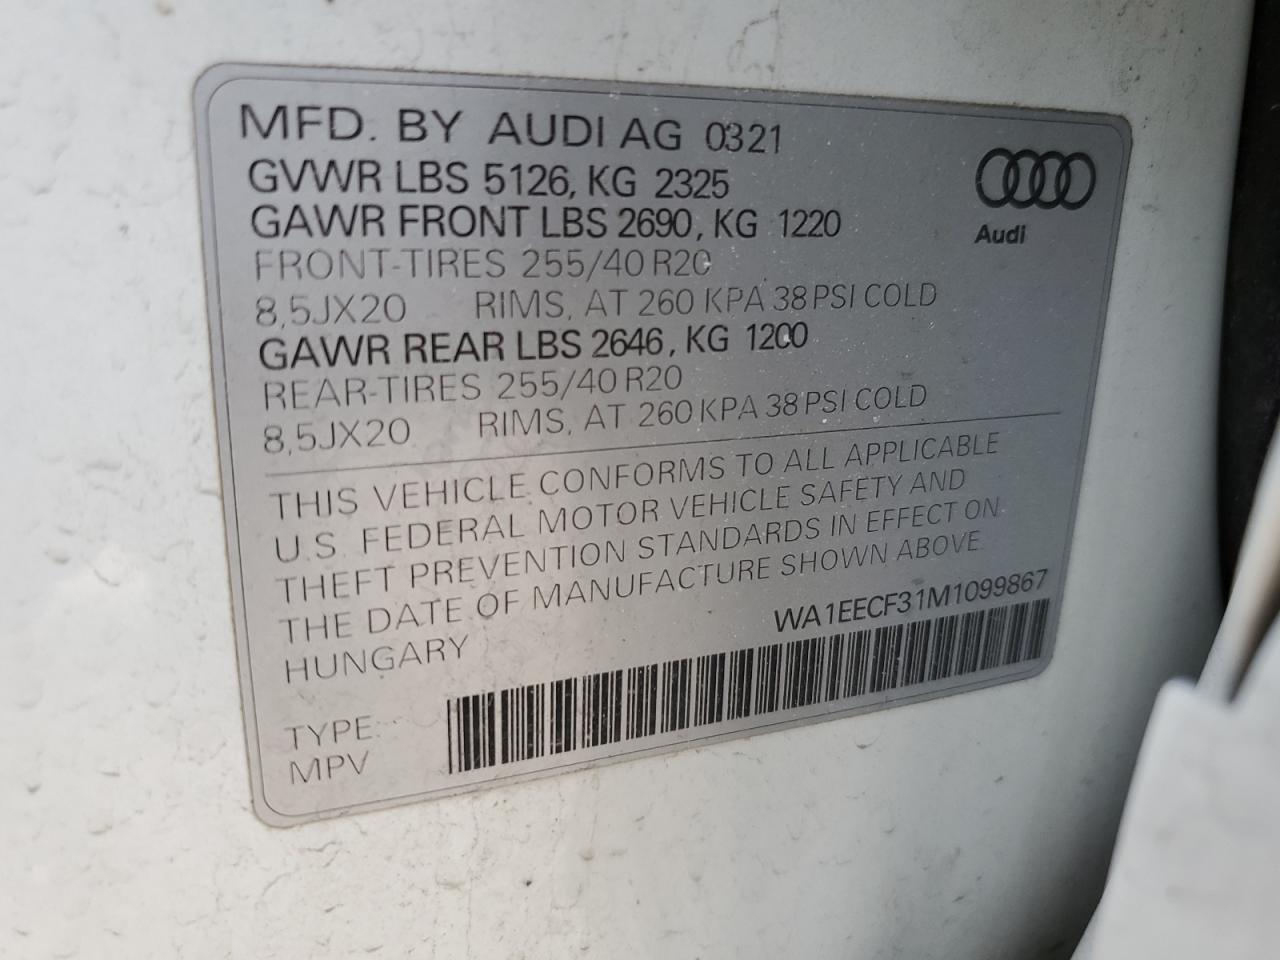 MFD. BY AUDI AG 0321
GVWR LBS 5126, KG 2325
GAWR FRONT LBS 2690, KG 1220
FRONT-TIRES 255/40 R20
8,5JX20 RIMS, AT 260 KPA 38 PSI COLD
GAWR REAR LBS 2646, KG 1200
REAR-TIRES 255/40 R20
8,5JX20 RIMS, AT 260 KPA 38 PSI COLD
Audi
THIS VEHICLE CONFORMS TO ALL APPLICABLE
U.S. FEDERAL MOTOR VEHICLE SAFETY AND
THEFT PREVENTION STANDARDS IN EFFECT ON
THE DATE OF MANUFACTURE SHOWN ABOVE
HUNGARY
WA1EECF31M1099867
TYPE:
MPV